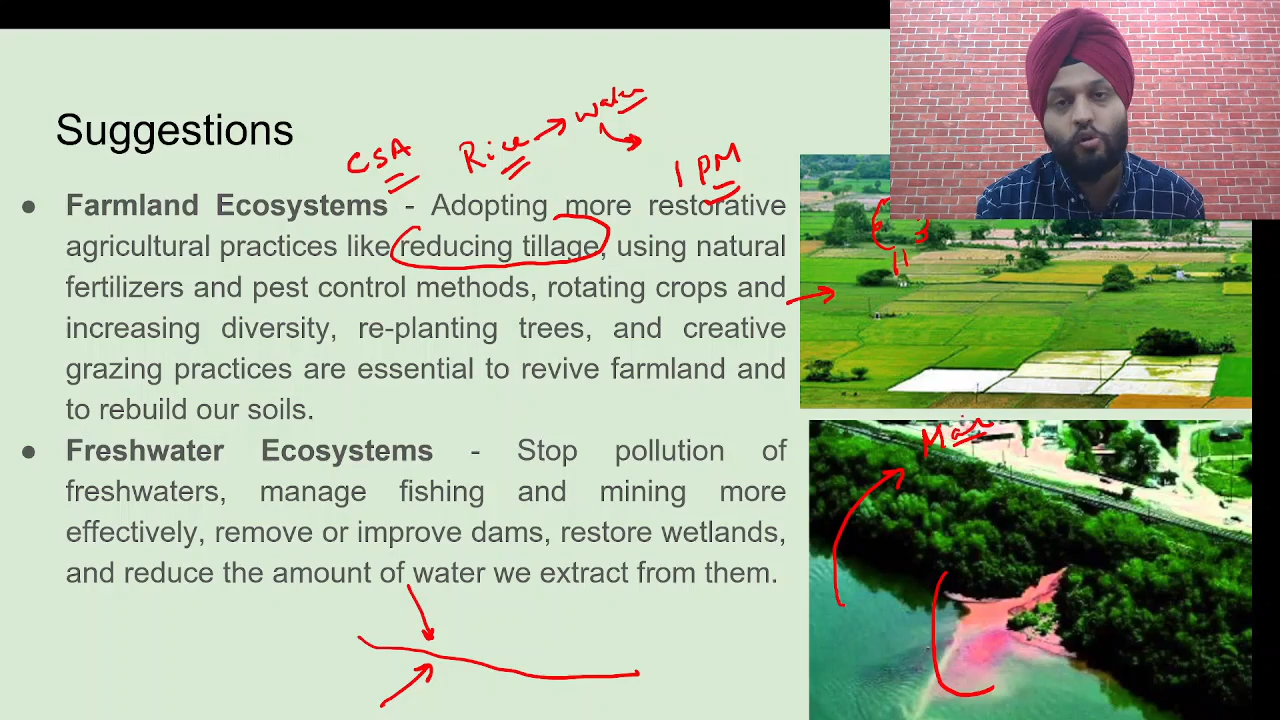 Suggestions
CSA
Rice → water
IPM
● Farmland Ecosystems - Adopting more restorative
agricultural practices like reducing tillage, using natural
fertilizers and pest control methods, rotating crops and
increasing diversity, re-planting trees, and creative
grazing practices are essential to revive farmland and
to rebuild our soils.
● Freshwater Ecosystems - Stop pollution of
freshwaters, manage fishing and mining more
effectively, remove or improve dams, restore wetlands,
and reduce the amount of water we extract from them.